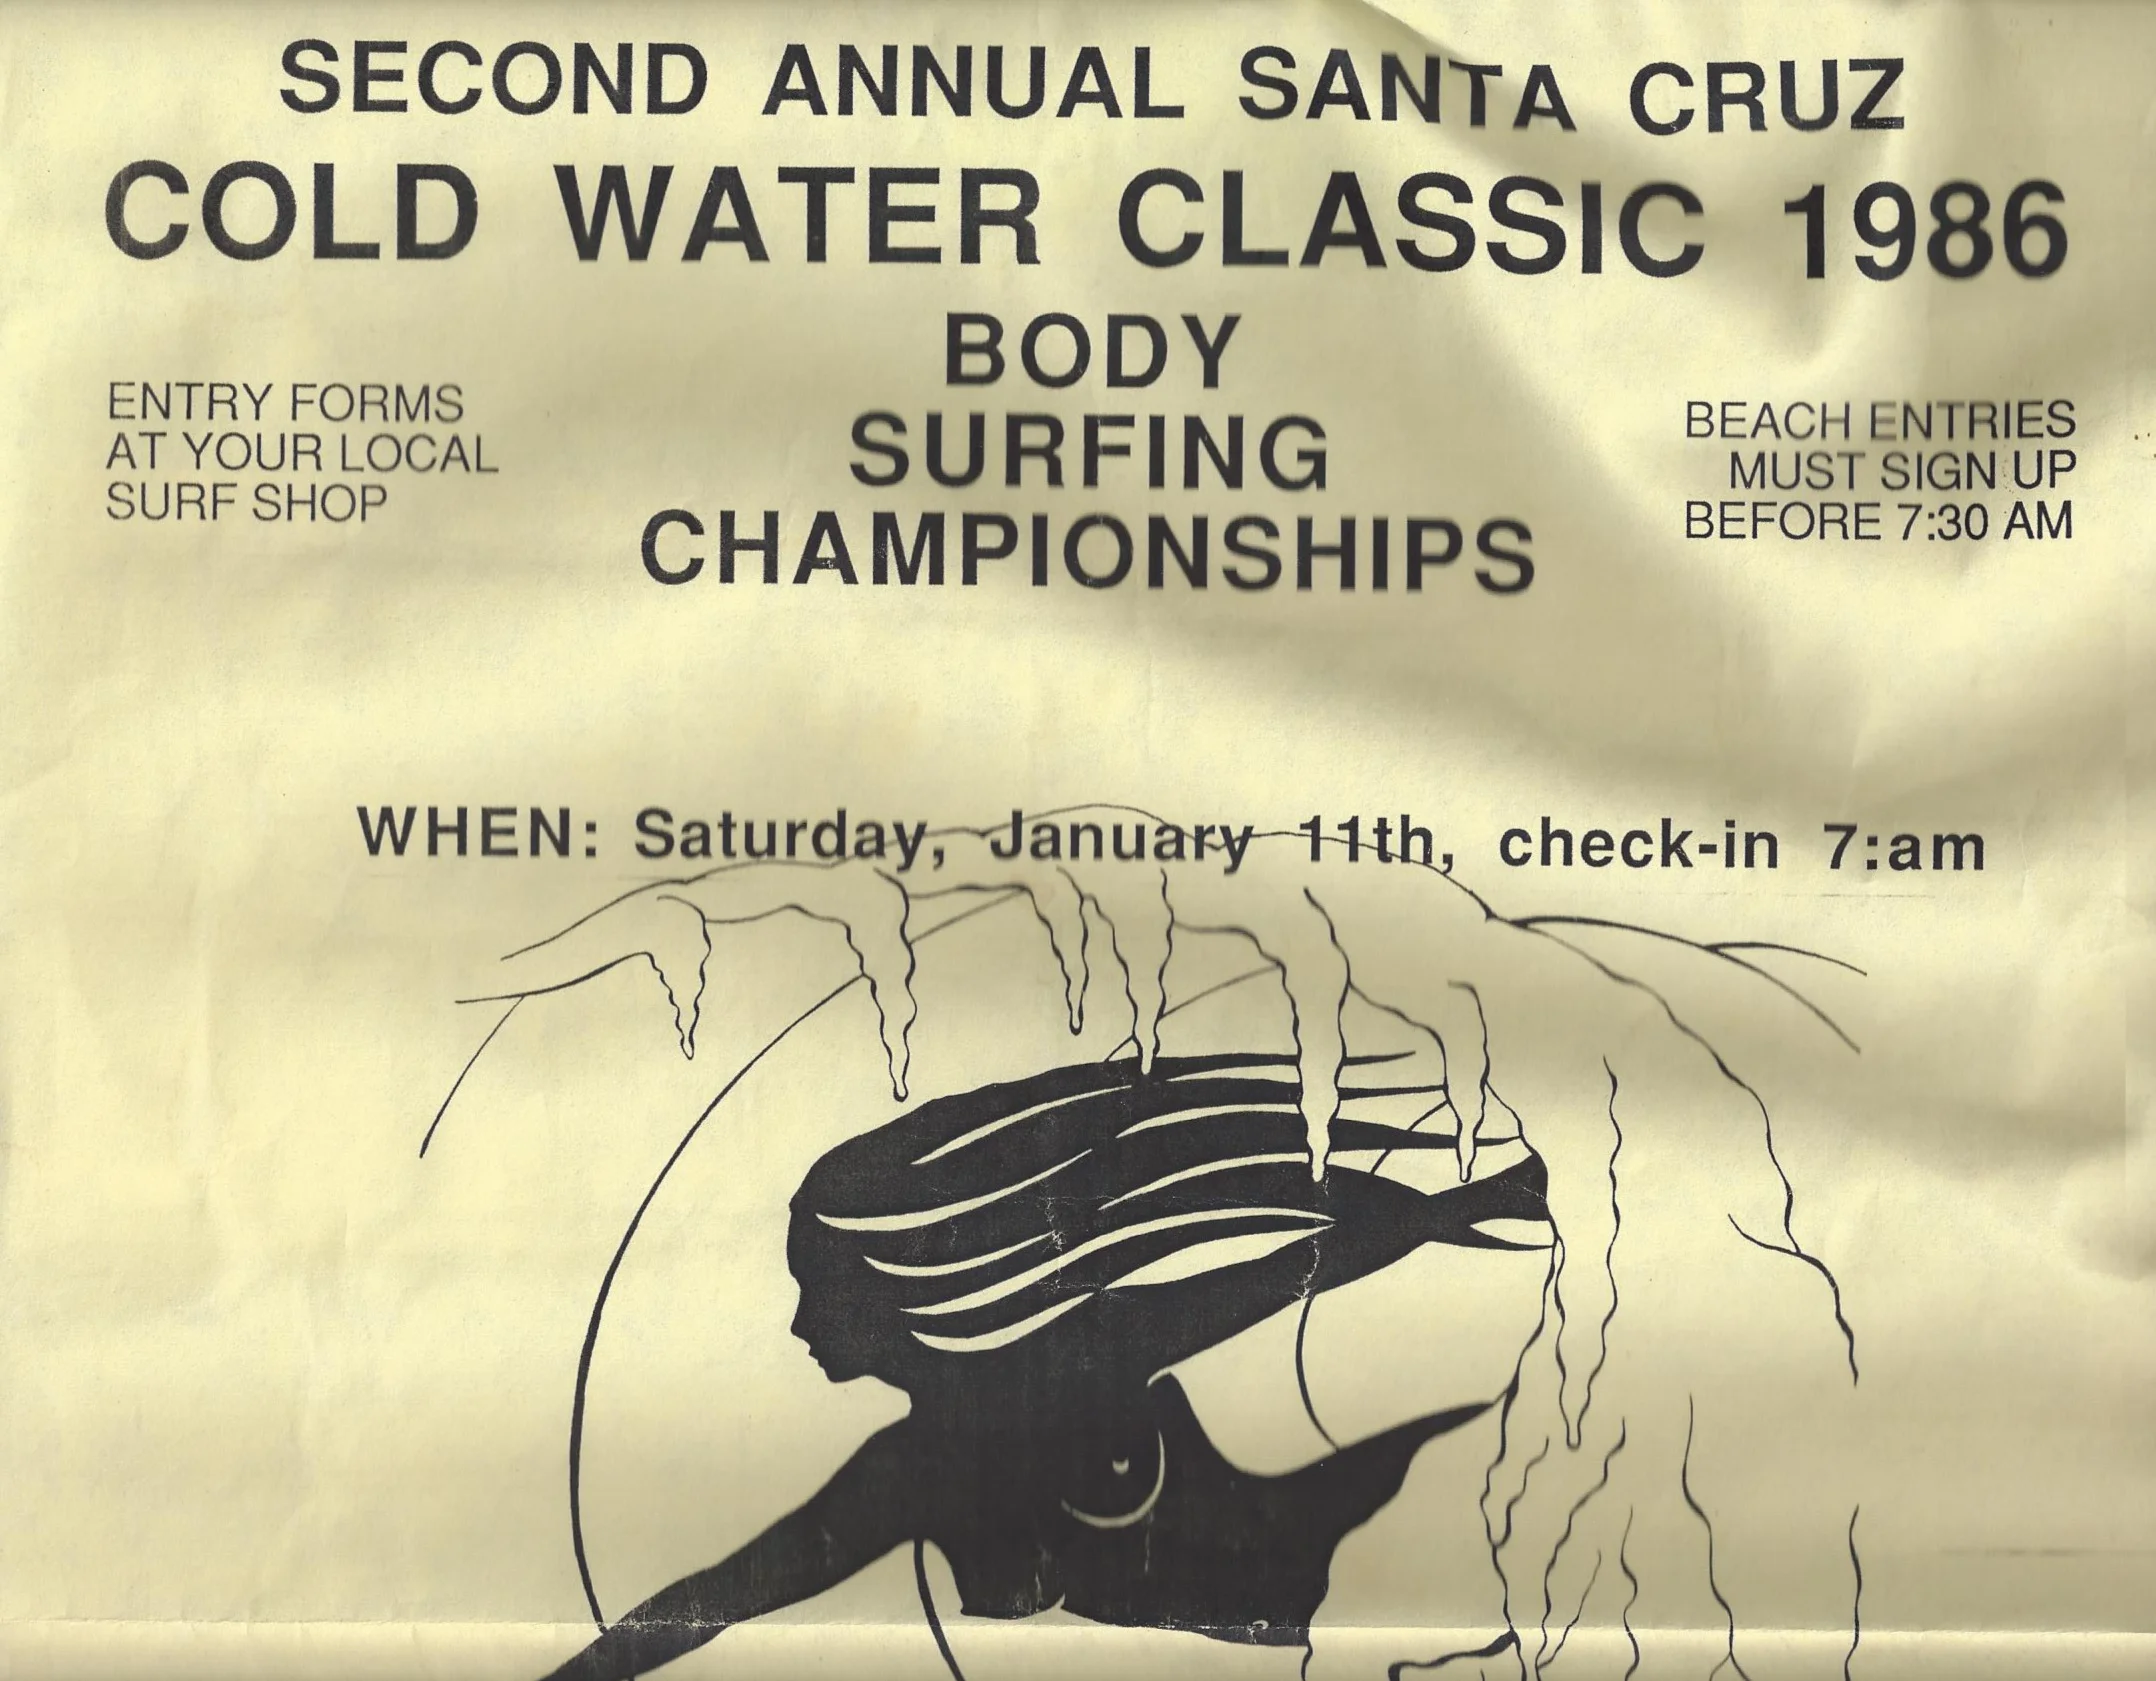 SECOND ANNUAL SANTA CRUZ
COLD WATER CLASSIC 1986
BODY
SURFING
CHAMPIONSHIPS
ENTRY FORMS
AT YOUR LOCAL
SURF SHOP
BEACH ENTRIES
MUST SIGN UP
BEFORE 7:30 AM
WHEN: Saturday, January 11th, check-in 7:am